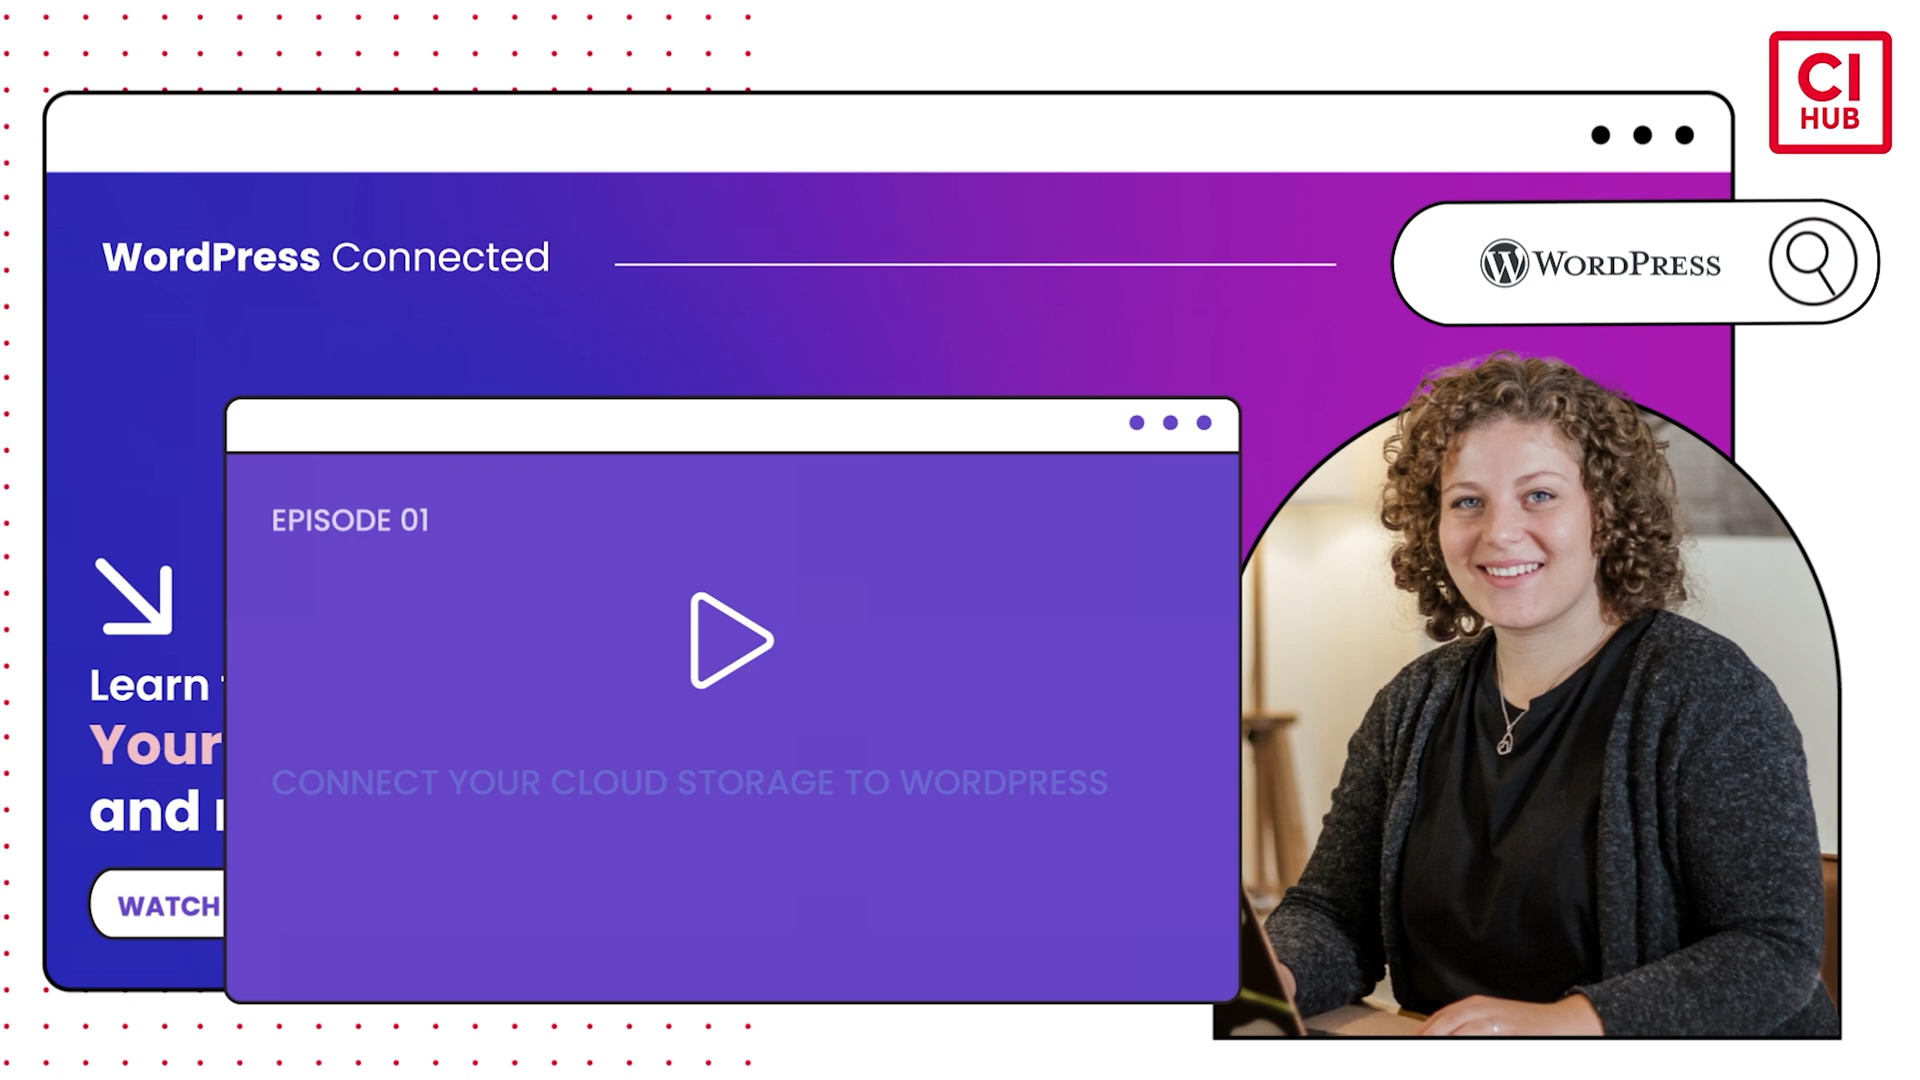 CI
HUB
WordPress Connected
WORDPRESS
EPISODE 01
CONNECT YOUR CLOUD STORAGE TO WORDPRESS
Learn
Your
and
WATCH